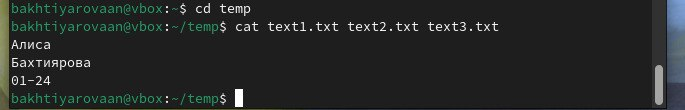 bakhtiyarovaan@vbox:~$ cd temp
bakhtiyarovaan@vbox:~/temp$ cat text1.txt text2.txt text3.txt
Алиса
Бахтиярова
01-24
bakhtiyarovaan@vbox:~/temp$